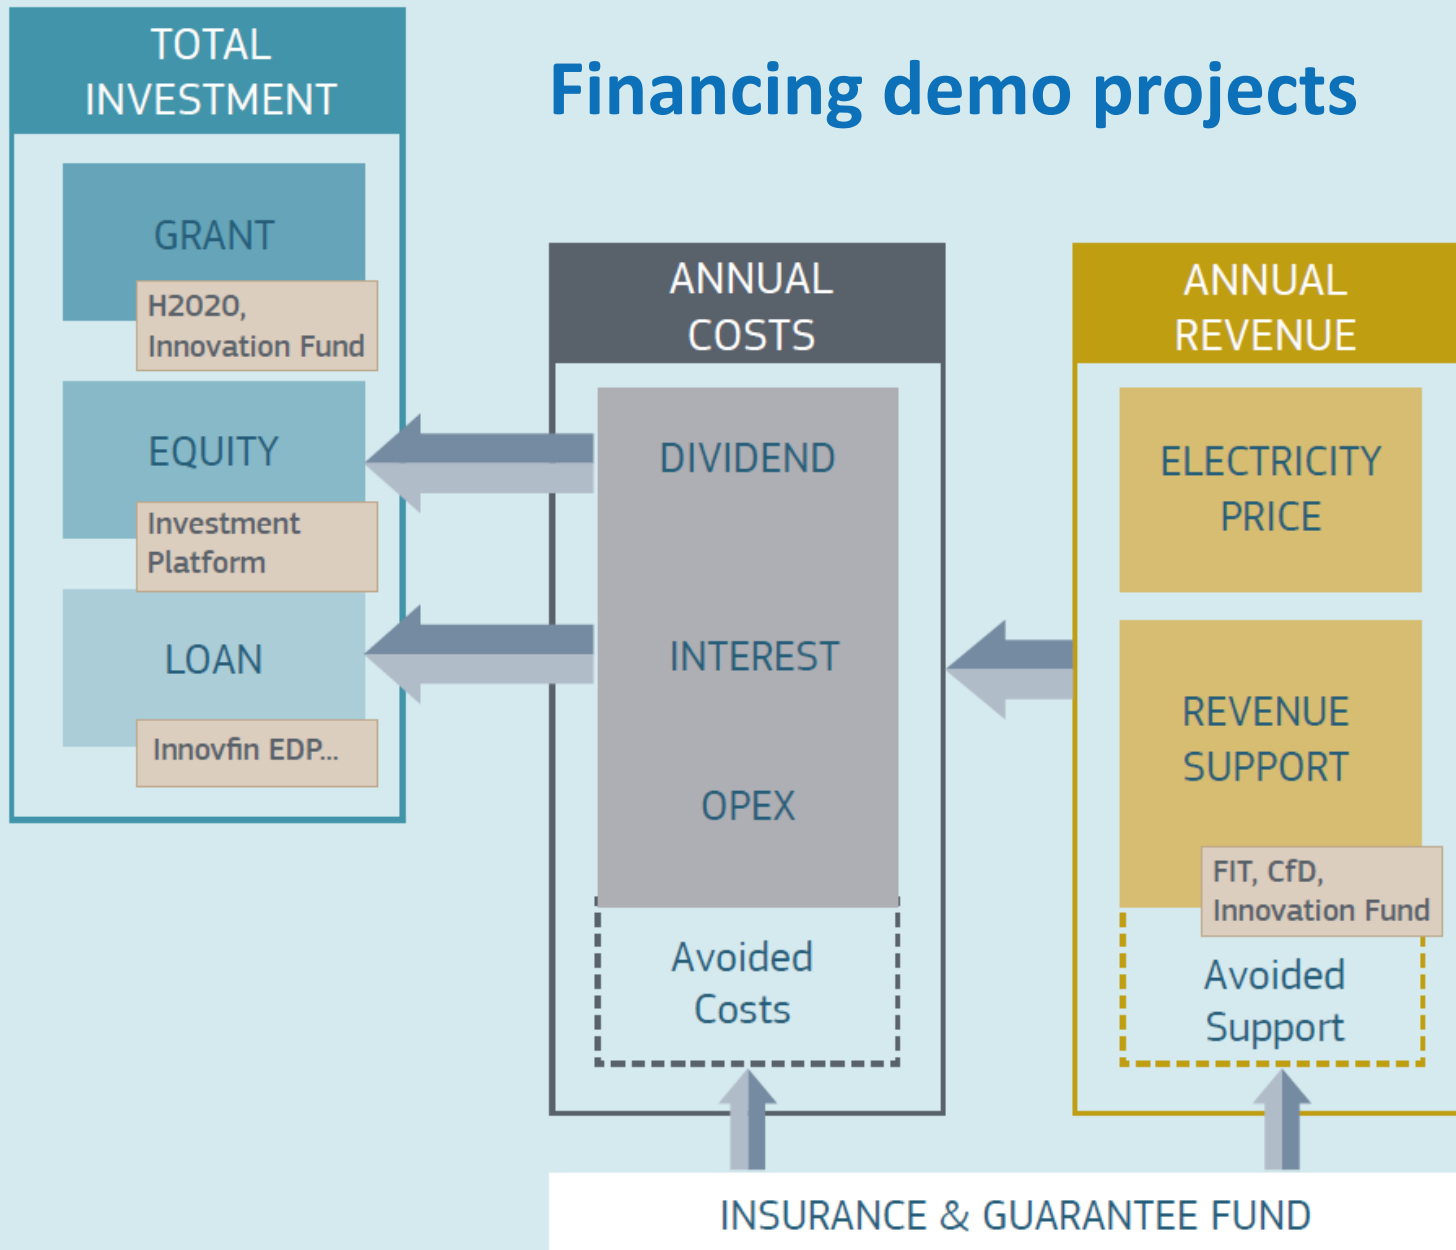 Financing demo projects
TOTAL
INVESTMENT
GRANT
H2020,
Innovation Fund
EQUITY
Investment
Platform
LOAN
Innovfin EDP...
ANNUAL
COSTS
DIVIDEND
INTEREST
OPEX
Avoided
Costs
ANNUAL
REVENUE
ELECTRICITY
PRICE
REVENUE
SUPPORT
FIT, CfD,
Innovation Fund
Avoided
Support
INSURANCE & GUARANTEE FUND